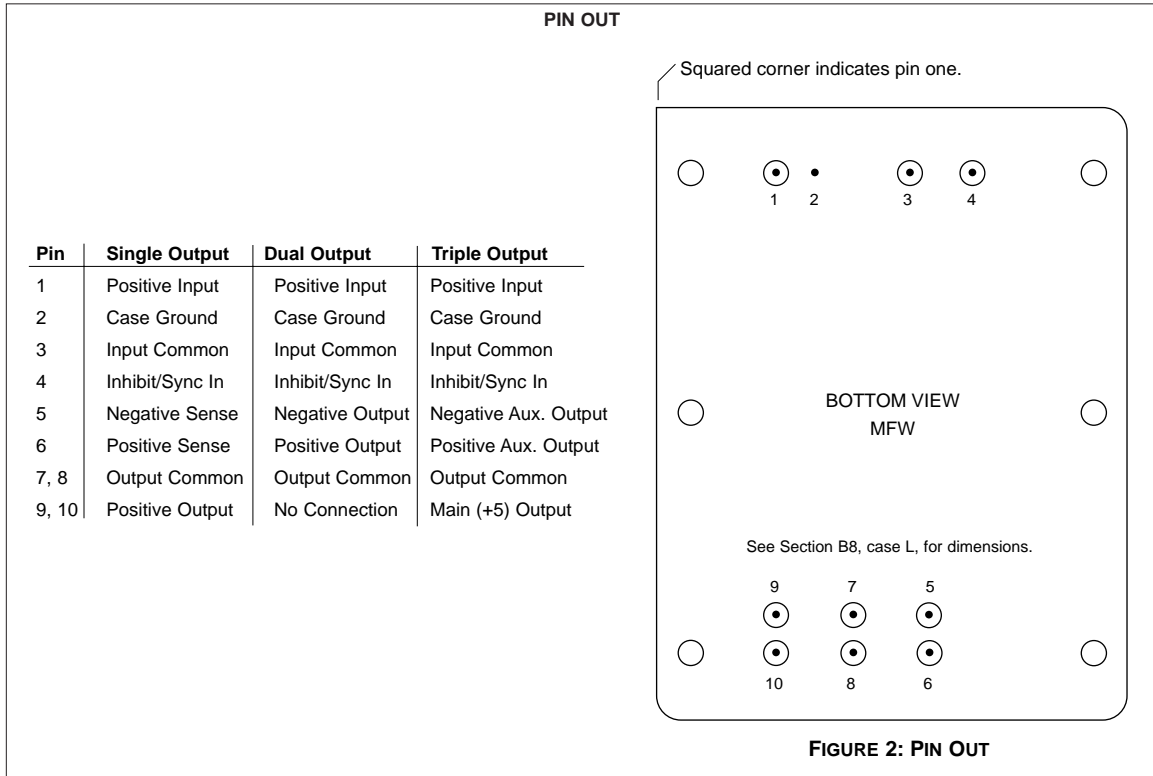 PIN OUT
Squared corner indicates pin one.
1 2 3 4
Pin Single Output Dual Output Triple Output
1 Positive Input Positive Input Positive Input
2 Case Ground Case Ground Case Ground
3 Input Common Input Common Input Common
4 Inhibit/Sync In Inhibit/Sync In Inhibit/Sync In
5 Negative Sense Negative Output Negative Aux. Output
6 Positive Sense Positive Output Positive Aux. Output
7, 8 Output Common Output Common Output Common
9, 10 Positive Output No Connection Main (+5) Output
BOTTOM VIEW
MFW
See Section B8, case L, for dimensions.
9 7 5
10 8 6
FIGURE 2: PIN OUT